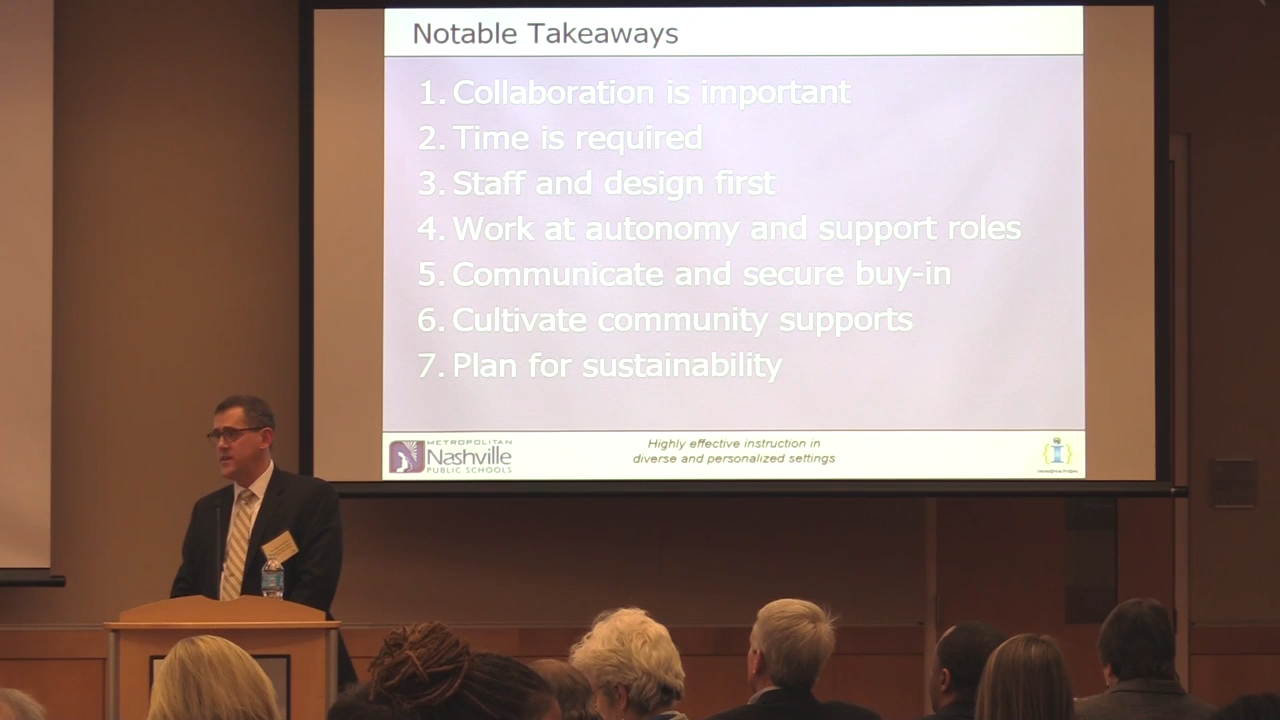 Notable Takeaways
1. Collaboration is important
2. Time is required
3. Staff and design first
4. Work at autonomy and support roles
5. Communicate and secure buy-in
6. Cultivate community supports
7. Plan for sustainability
METROPOLITAN
Nashville
PUBLIC SCHOOLS
Highly effective instruction in
diverse and personalized settings